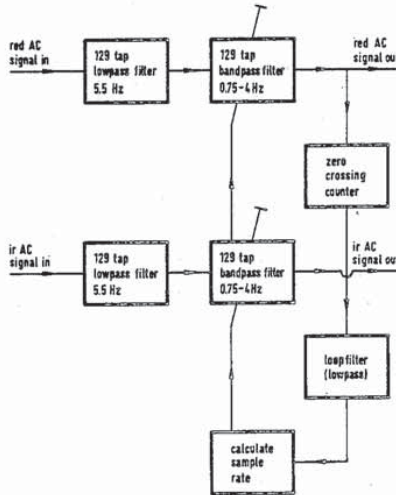 red AC
signal in
129 tap
lowpass filter
5.5 Hz
129 tap
bandpass filter
0.75-4Hz
red AC
signal out
zero
crossing
counter
ir AC
signal in
129 tap
lowpass filter
5.5 Hz
129 tap
bandpass filter
0.75-4Hz
ir AC
signal out
loopfilter
(lowpass)
calculate
sample
rate